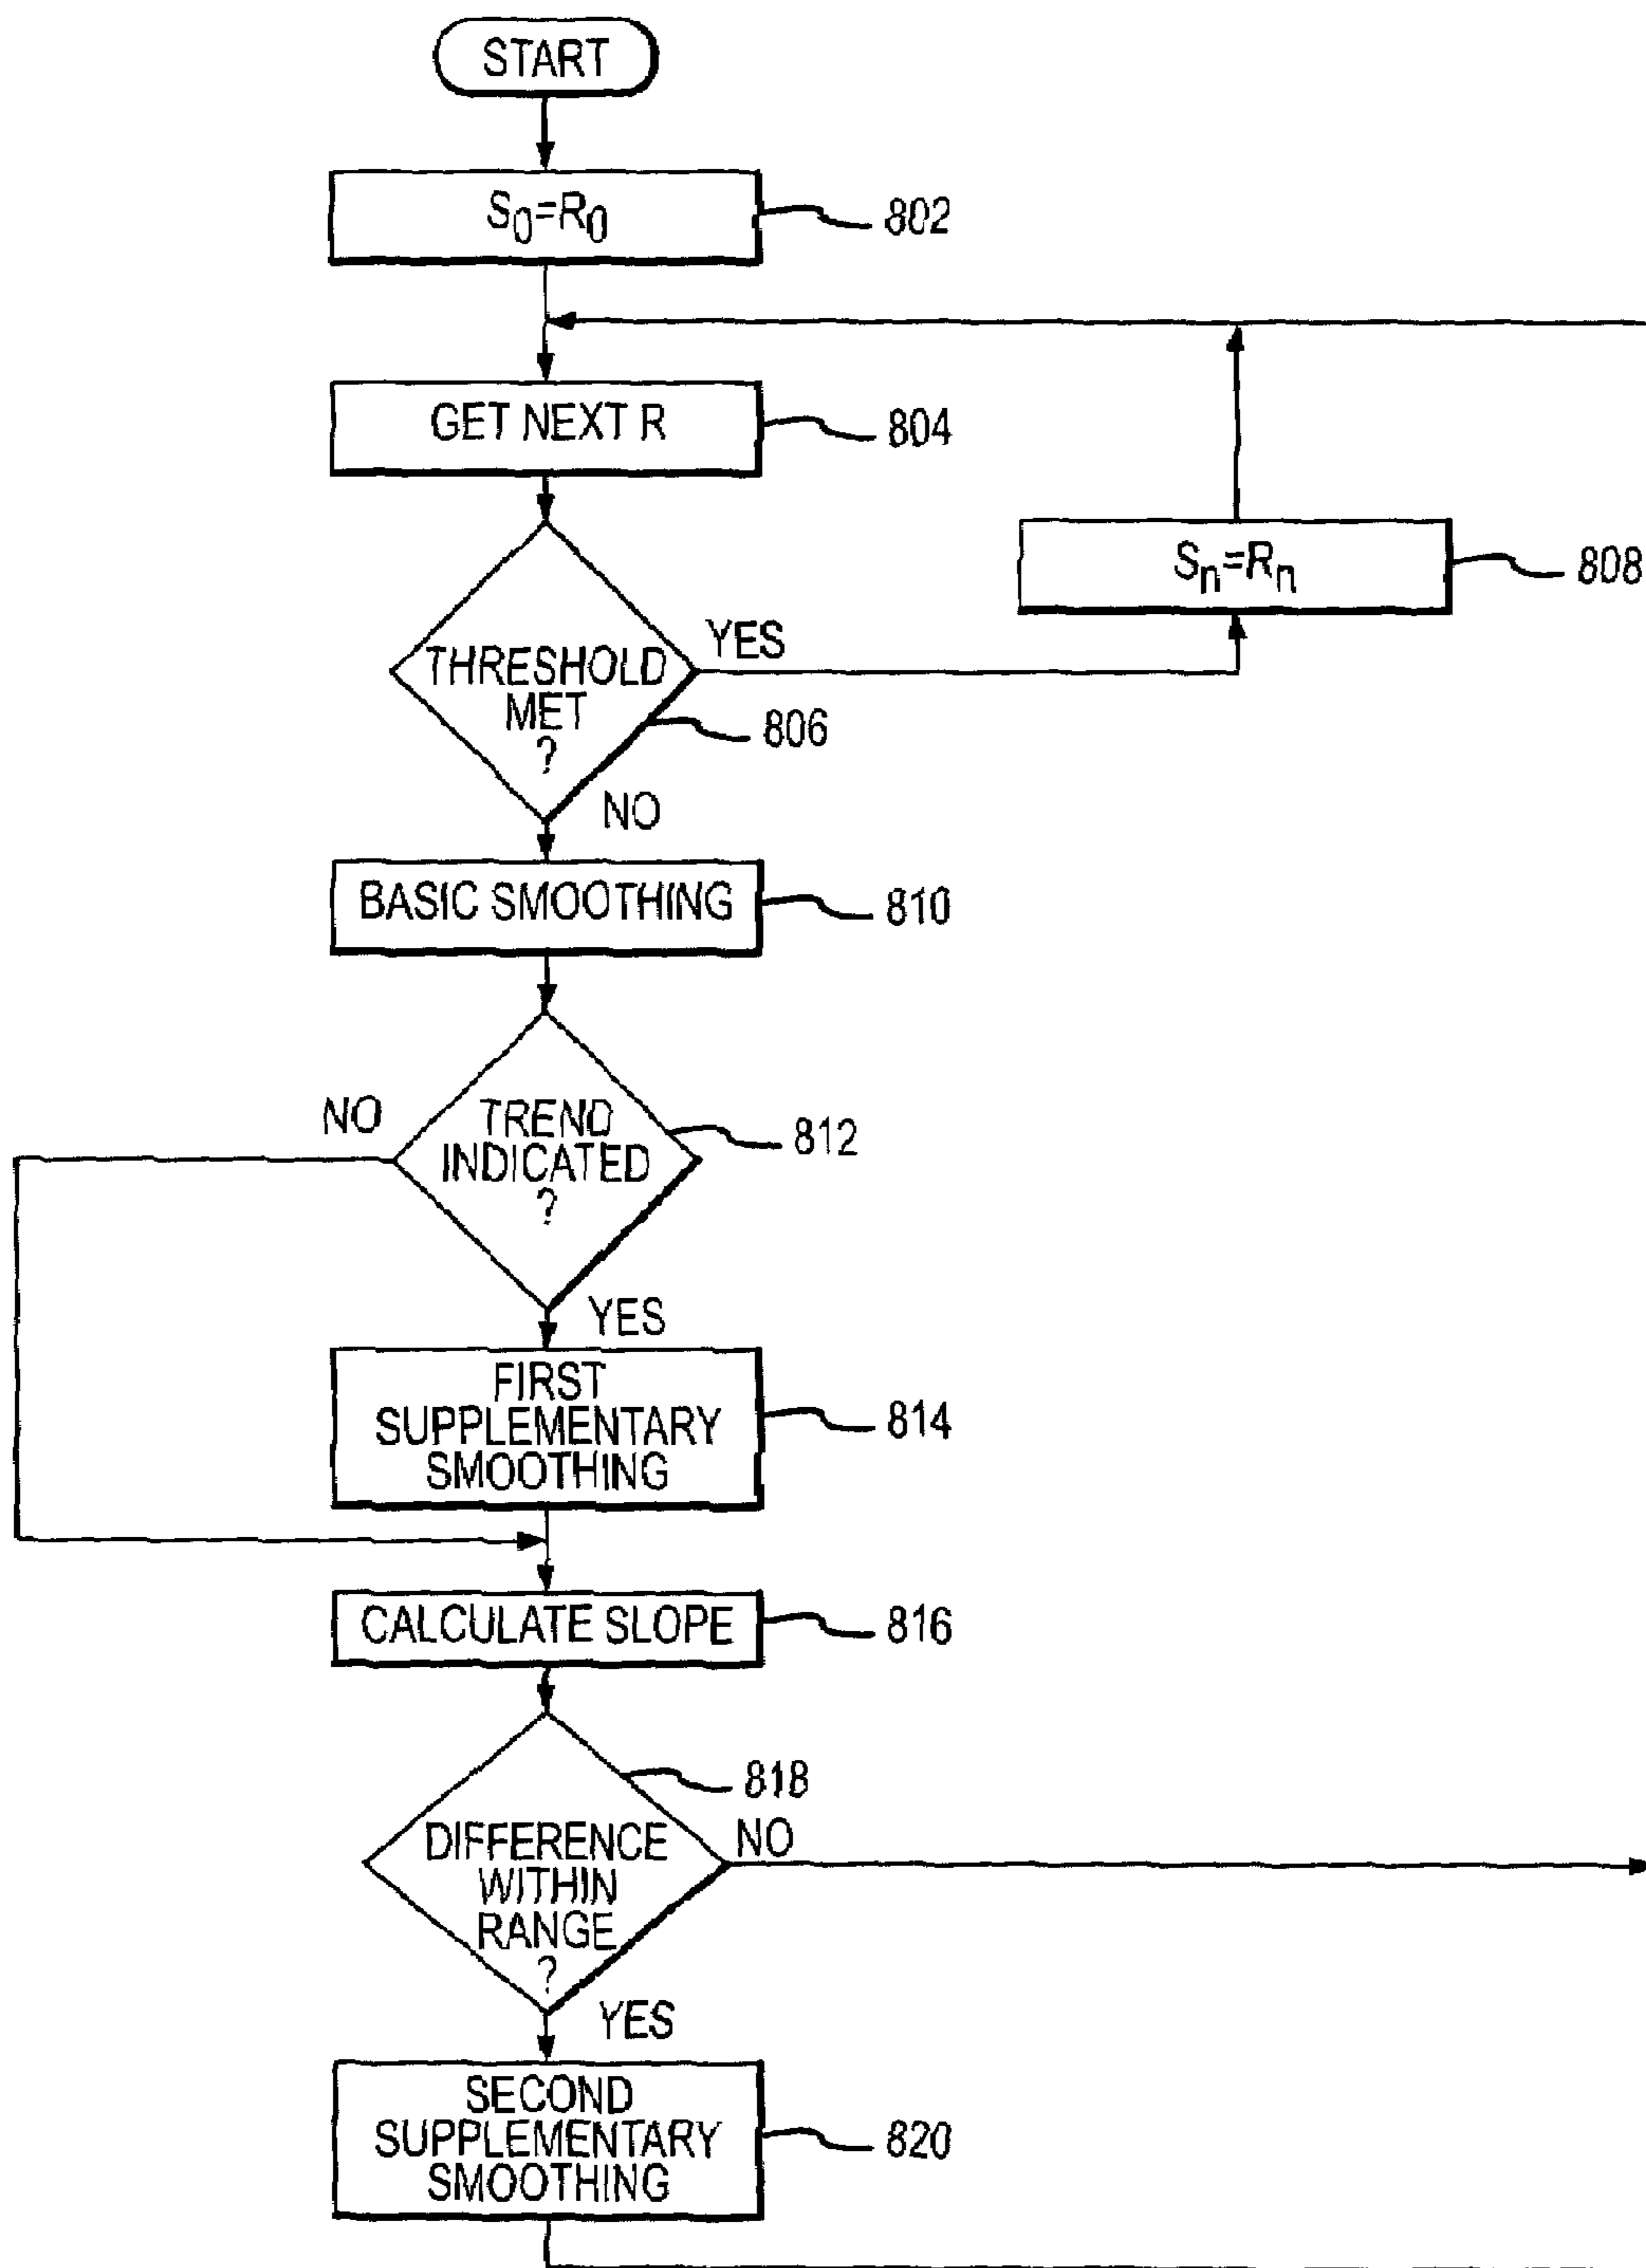 START
S0=R0
802
GET NEXT R
804
Sn=Rn
808
YES
THRESHOLD
MET
?
806
NO
BASIC SMOOTHING
810
NO
TREND
INDICATED
?
812
YES
FIRST
SUPPLEMENTARY
SMOOTHING
814
CALCULATE SLOPE
816
818
DIFFERENCE
WITHIN
RANGE
?
NO
YES
SECOND
SUPPLEMENTARY
SMOOTHING
820